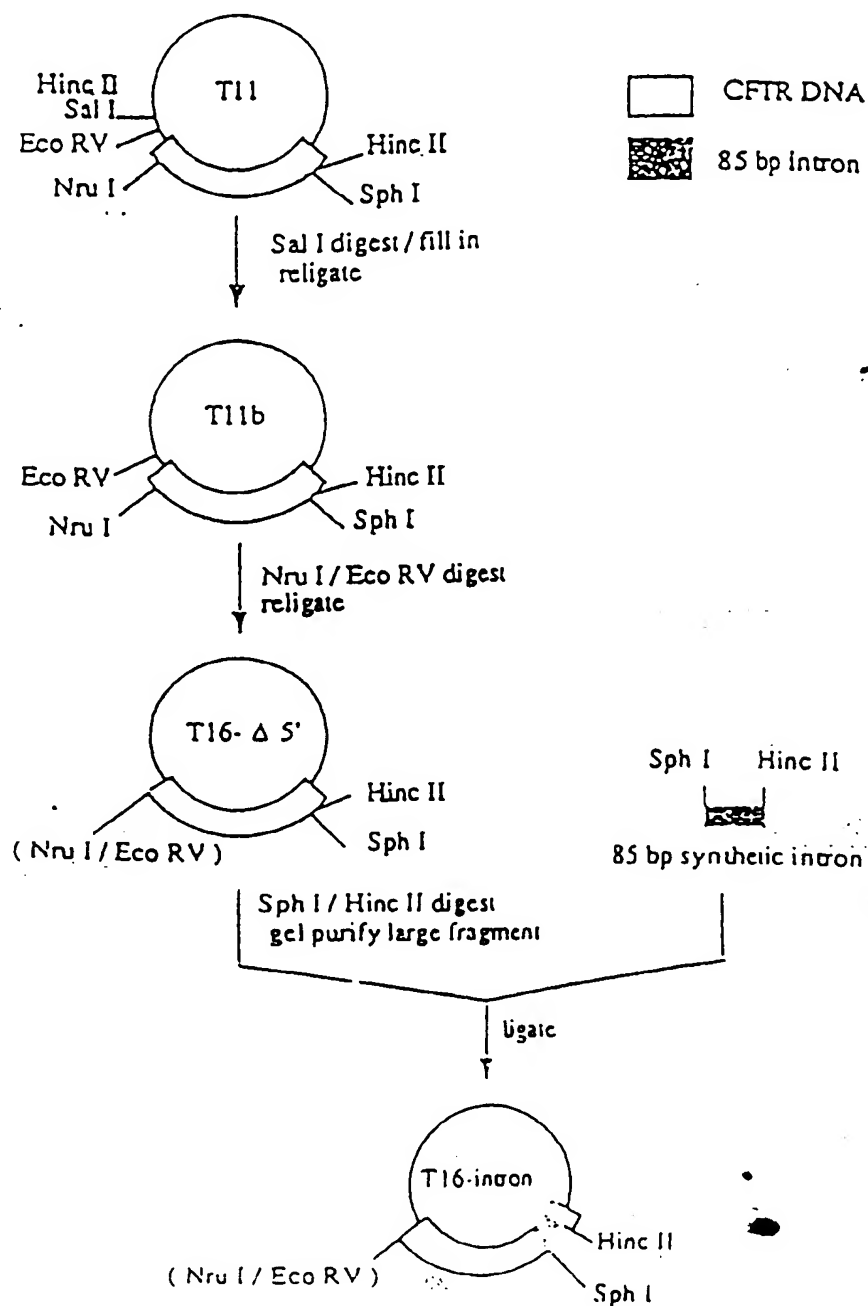 Hinc II
Sal I
Eco RV
Nru I
T11
Hinc II
Sph I
CFTR DNA
85 bp intron
Sal I digest / fill in
religate
T11b
Eco RV
Nru I
Hinc II
Sph I
Nru I / Eco RV digest
religate
T16- Δ 5'
Hinc II
Sph I
( Nru I / Eco RV )
Sph I Hinc II
85 bp synthetic intron
Sph I / Hinc II digest
gel purify large fragment
ligate
T16-intron
Hinc II
( Nru I / Eco RV )
Sph I